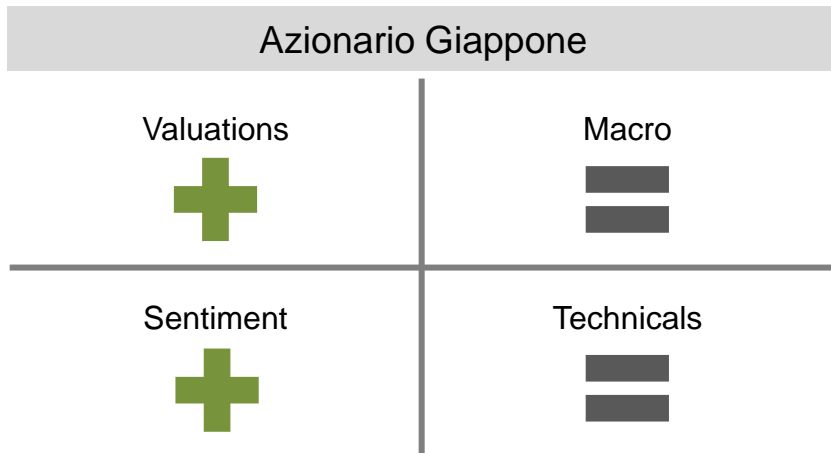 Azionario Giappone
Valuations
Macro
Sentiment
Technicals